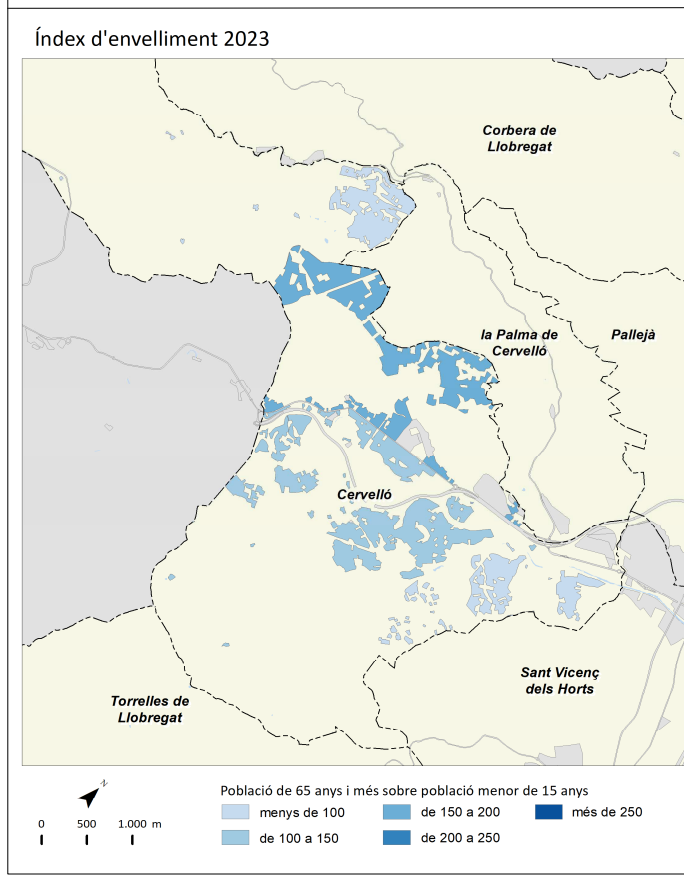 Índex d'envelliment 2023
Corbera de
Llobregat
la Palma de
Cervelló
Pallejà
Cervelló
Sant Vicenç
dels Horts
Torrelles de
Llobregat
N
0 500 1.000 m
Població de 65 anys i més sobre població menor de 15 anys
menys de 100
de 150 a 200
més de 250
de 100 a 150
de 200 a 250